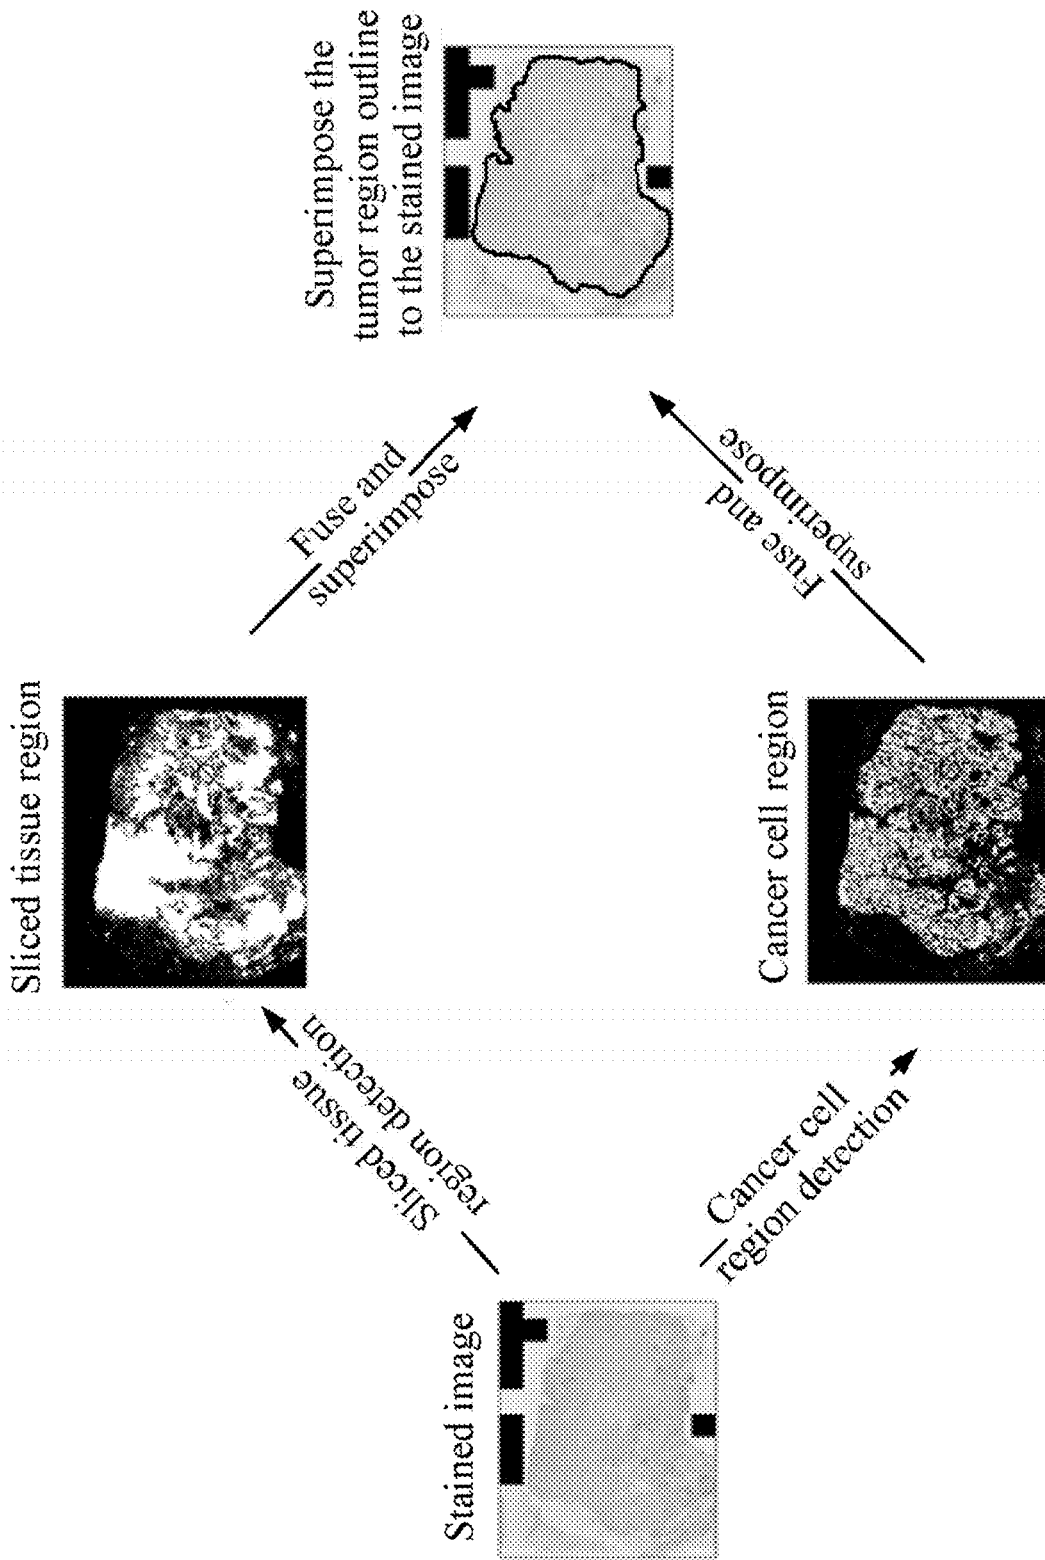 Stained image
Sliced tissue
region detection
Cancer cell
region detection
Sliced tissue region
Cancer cell region
Fuse and
superimpose
Fuse and
superimpose
Superimpose the
tumor region outline
to the stained image